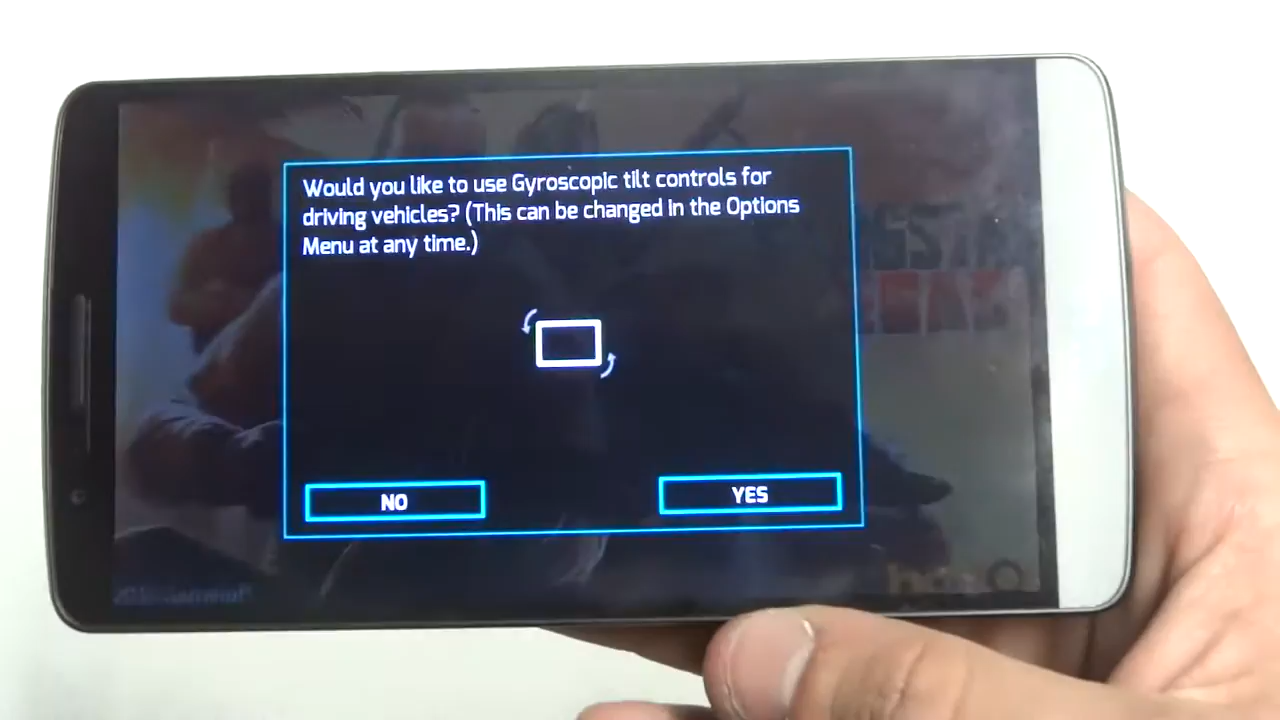 Would you like to use Gyroscopic tilt controls for
driving vehicles? (This can be changed in the Options
Menu at any time.)
NO
YES